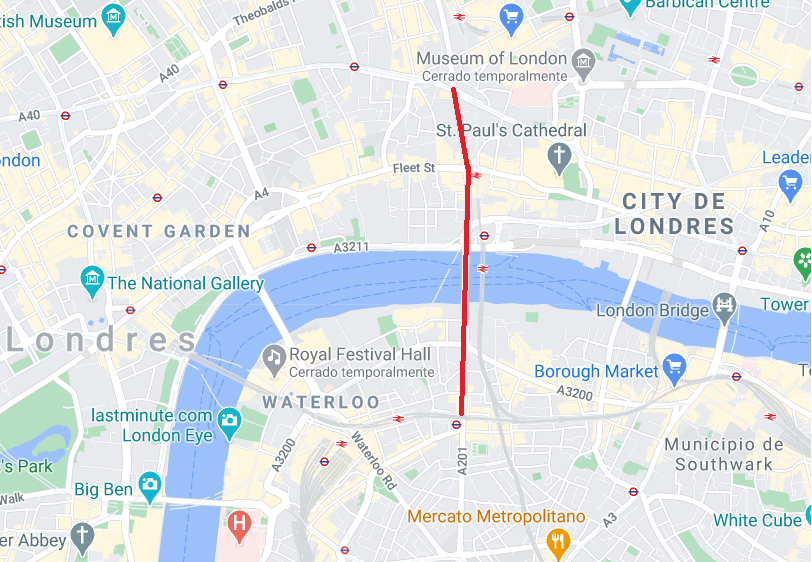 tish Museum
Theobalds R
Barbican Centre
A40
Museum of London
Cerrado temporalmente
A40
St. Paul's Cathedral
ondon
Fleet St
Leade
A4
CITY DE
LONDRES
A10
COVENT GARDEN
A3211
The National Gallery
Tower
London Bridge
Londres
Royal Festival Hall
Cerrado temporalmente
Borough Market
A3200
WATERLOO
lastminute.com
London Eye
A3200
Waterloo Rd
A201
Municipio de
Southwark
's Park
Big Ben
Walk
Mercato Metropolitano
A3
White Cube
er Abbey
H